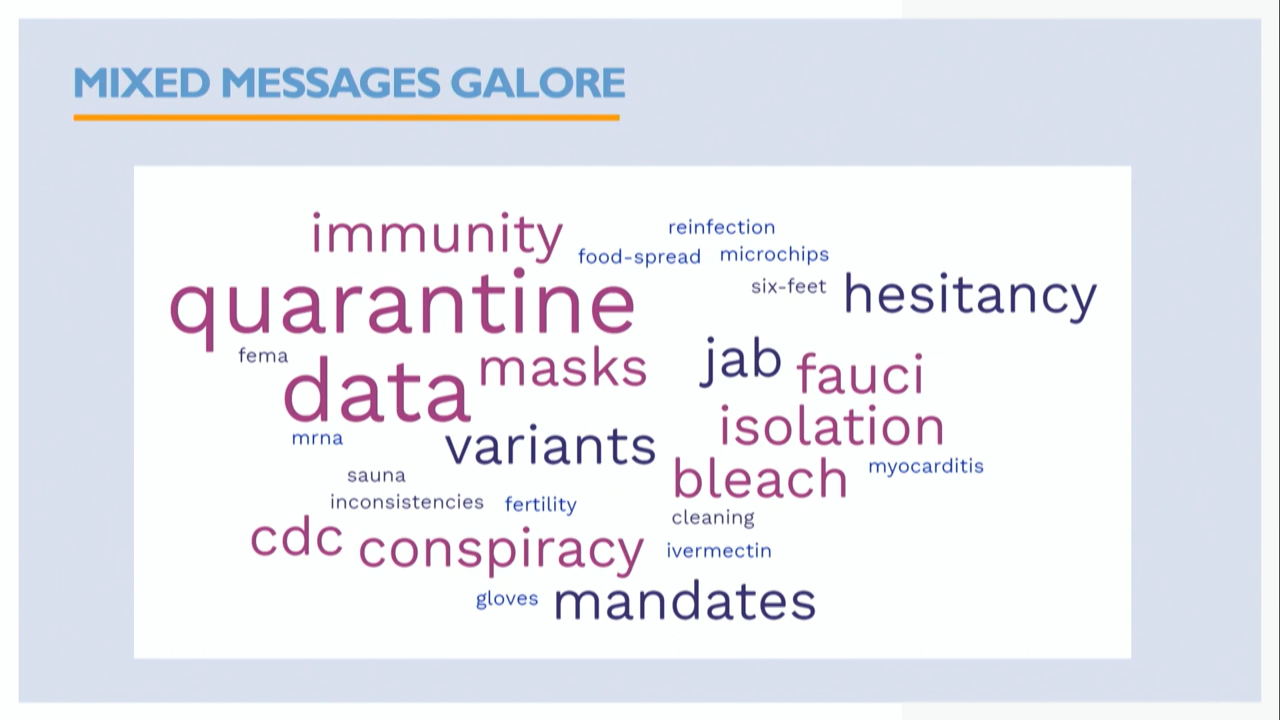 MIXED MESSAGES GALORE
immunity
reinfection
food-spread
microchips
quarantine
six-feet
hesitancy
fema
data
masks
jab
fauci
mrna
variants
isolation
sauna
bleach
myocarditis
inconsistencies
fertility
cleaning
cdc
conspiracy
ivermectin
gloves
mandates